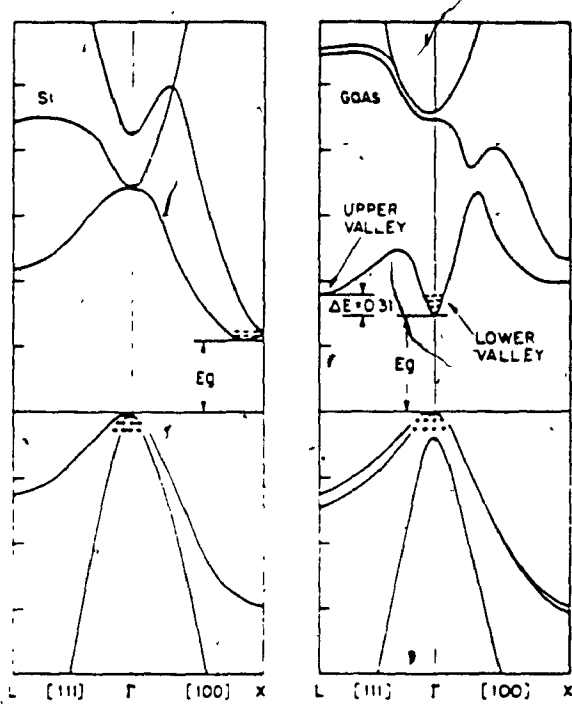 Si
GaAs
UPPER
VALLEY
ΔE=0.31
LOWER
VALLEY
Eg
Eg
L [111] Γ [100] X
L [111] Γ [100] X